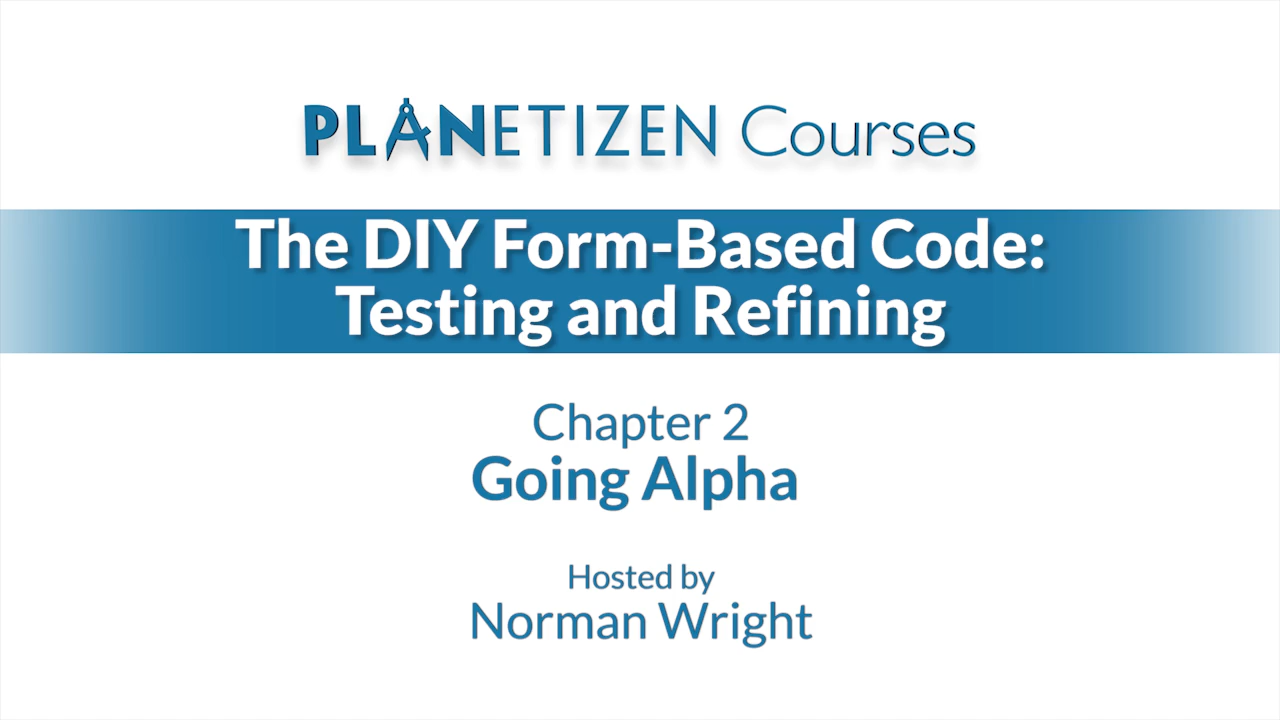 PLANETIZEN Courses
The DIY Form-Based Code:
Testing and Refining
Chapter 2
Going Alpha
Hosted by
Norman Wright